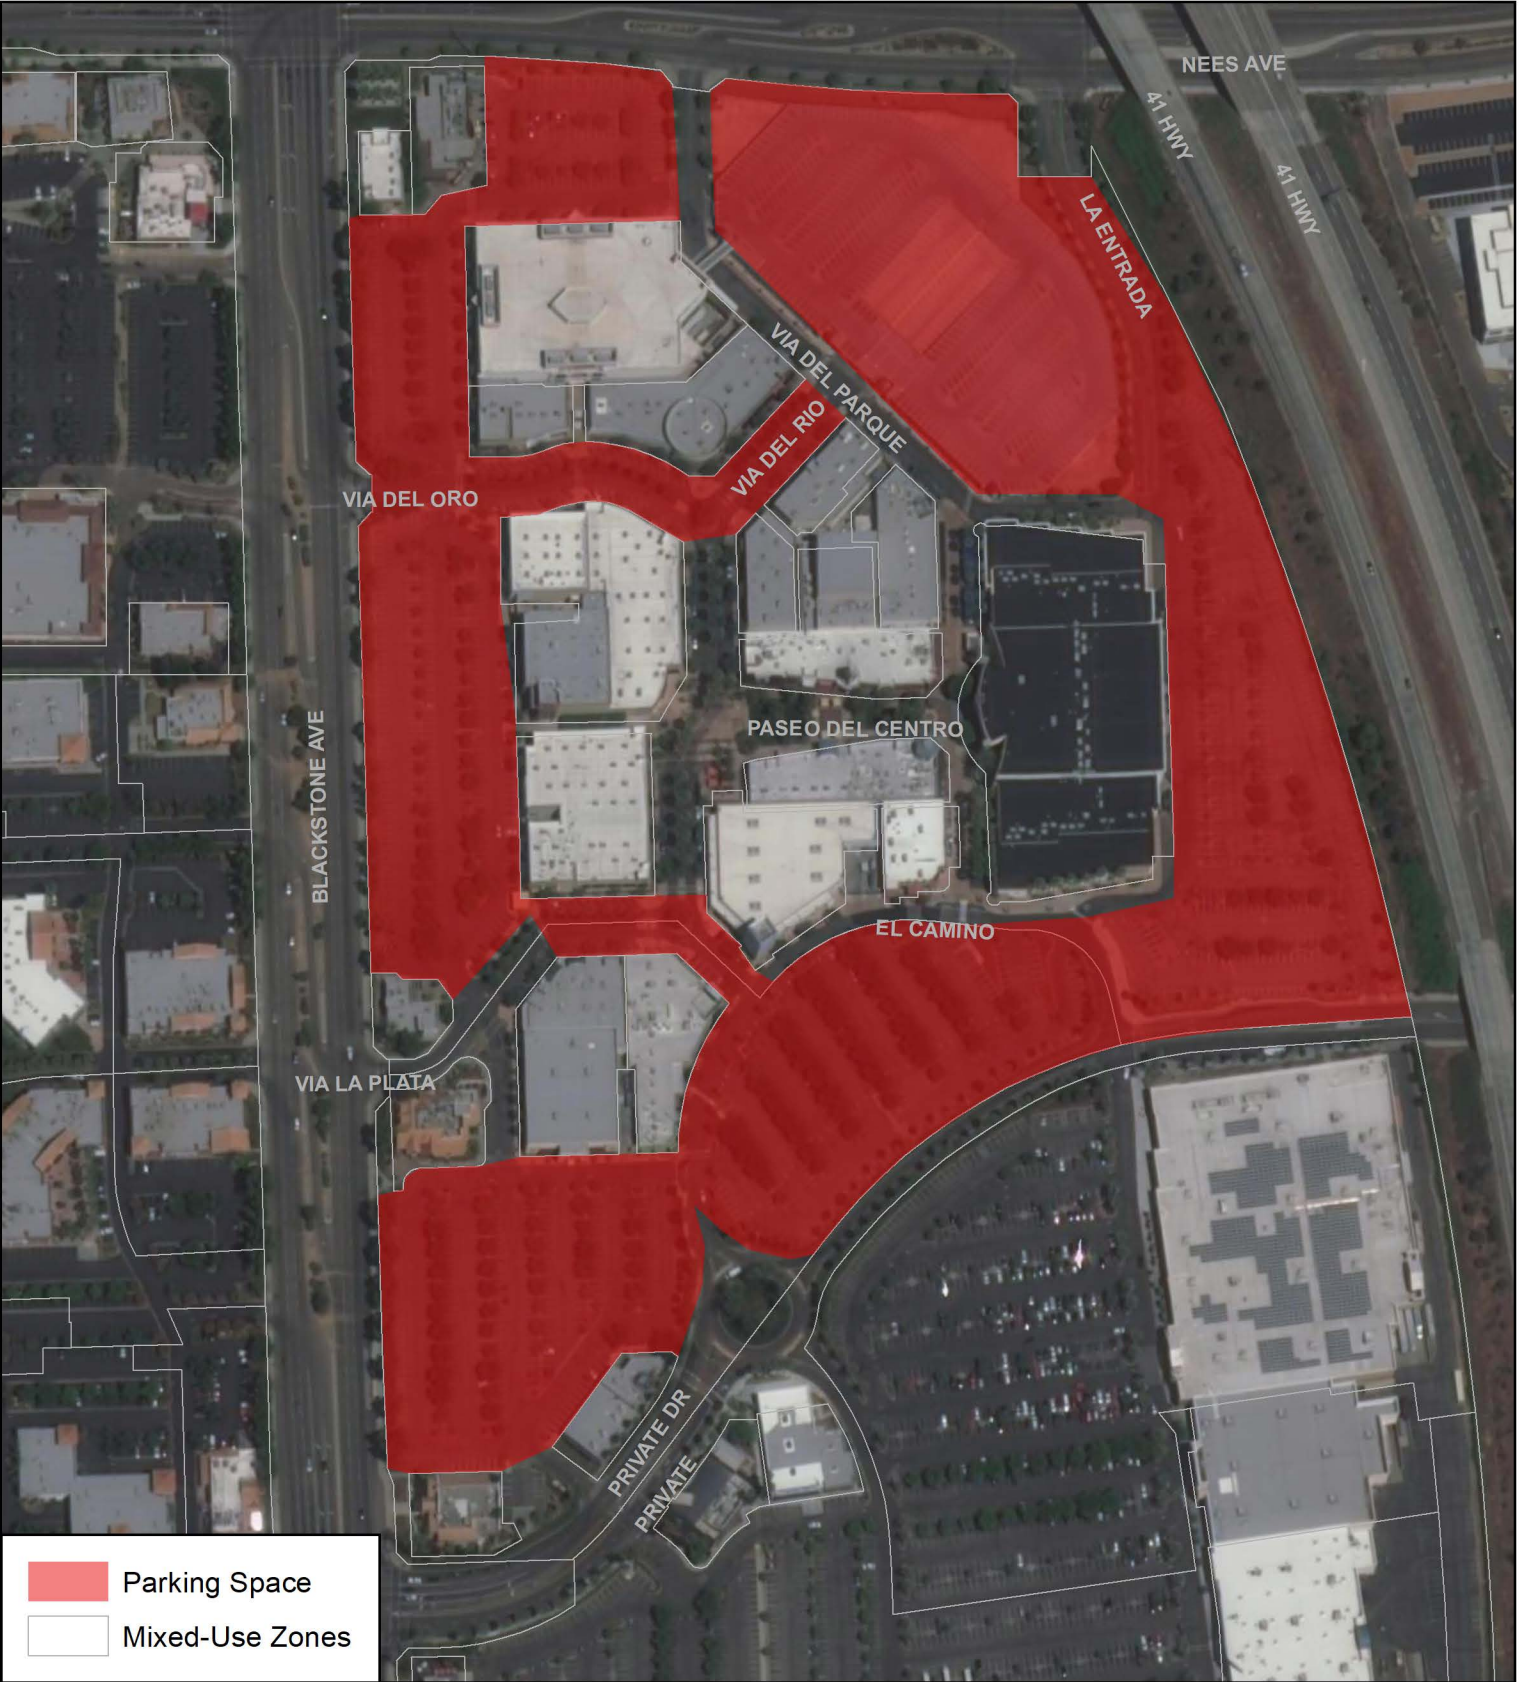 NEES AVE
41 HWY
41 HWY
LA ENTRADA
VIA DEL PARQUE
VIA DEL RIO
VIA DEL ORO
PASEO DEL CENTRO
BLACKSTONE AVE
EL CAMINO
VIA LA PLATA
PRIVATE DR
PRIVATE
Parking Space
Mixed-Use Zones